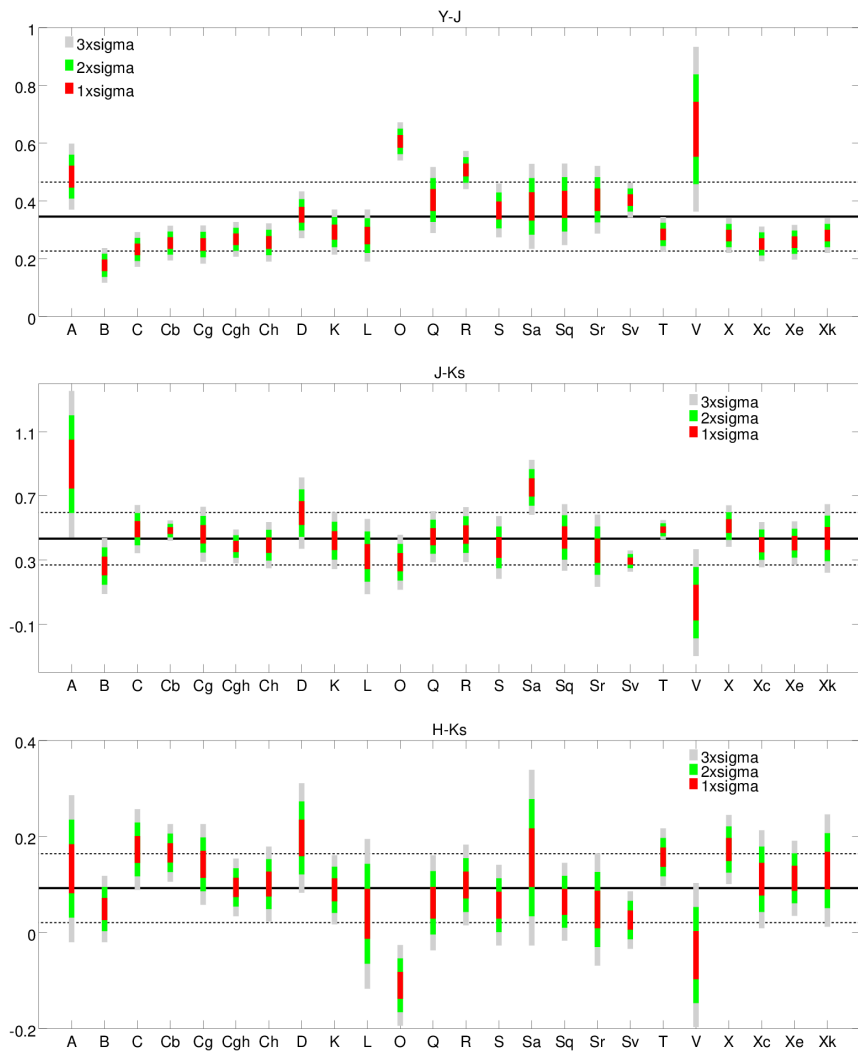 Y-J
1
3xsigma
2xsigma
1xsigma
0.8
0.6
0.4
0.2
0
A B C Cb Cg Cgh Ch D K L O Q R S Sa Sq Sr Sv T V X Xc Xe Xk
J-Ks
3xsigma
2xsigma
1xsigma
1.1
0.7
0.3
-0.1
A B C Cb Cg Cgh Ch D K L O Q R S Sa Sq Sr Sv T V X Xc Xe Xk
H-Ks
0.4
3xsigma
2xsigma
1xsigma
0.2
0
-0.2
A B C Cb Cg Cgh Ch D K L O Q R S Sa Sq Sr Sv T V X Xc Xe Xk